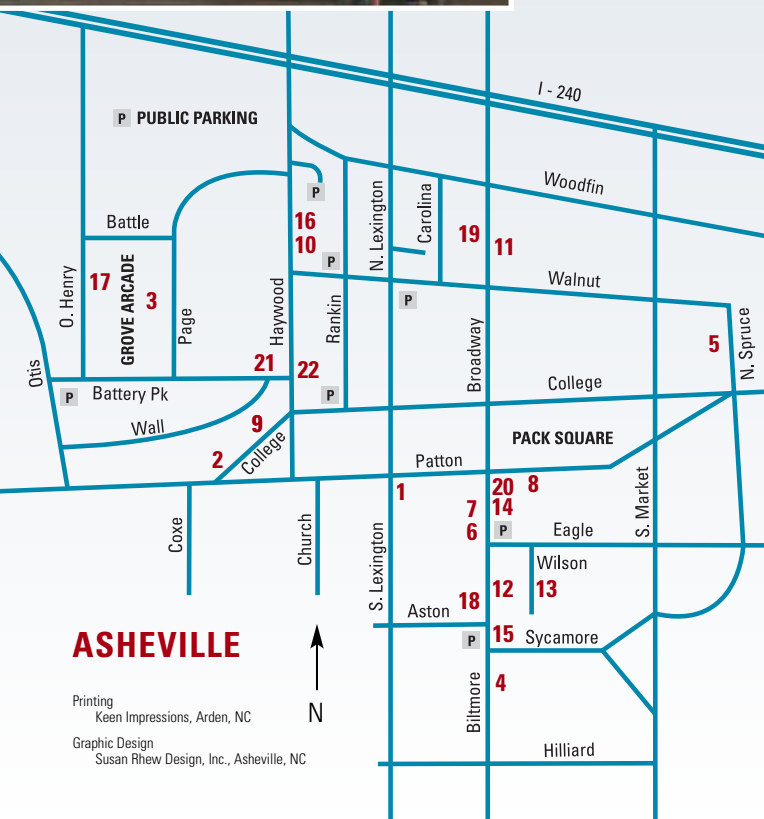 I - 240
P PUBLIC PARKING
Woodfin
P
N. Lexington
Carolina
Battle
16
10
19
11
P
O. Henry
17
GROVE ARCADE
3
Page
Haywood
Rankin
Walnut
P
Broadway
5
N. Spruce
Otis
21
22
College
P
Battery Pk
P
Wall
9
College
2
PACK SQUARE
Patton
1
20
8
7
14
6
P
Eagle
S. Market
Coxe
Church
S. Lexington
Wilson
12
13
18
Aston
15
Sycamore
P
ASHEVILLE
4
Biltmore
N
Printing
Keen Impressions, Arden, NC
Graphic Design
Susan Rhew Design, Inc., Asheville, NC
Hilliard